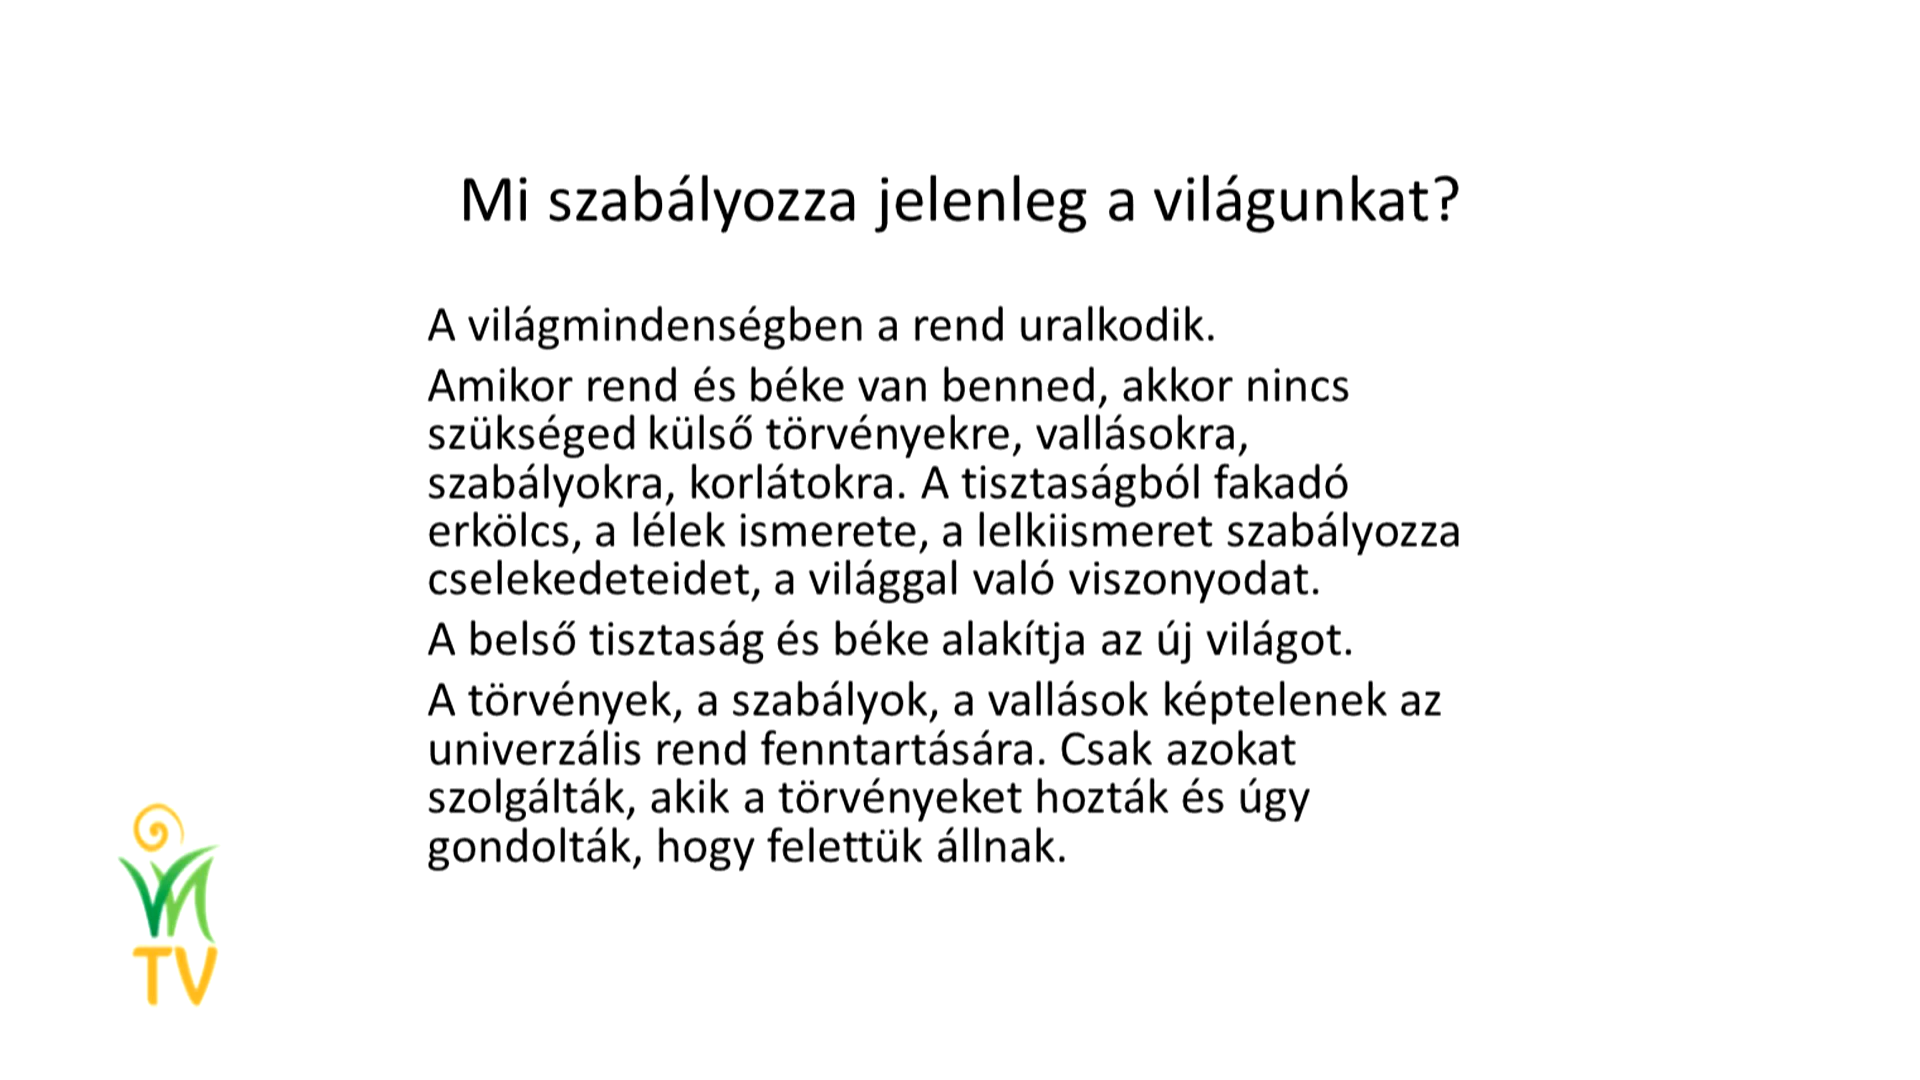 Mi szabályozza jelenleg a világunkat?
A világmindenségben a rend uralkodik.
Amikor rend és béke van benned, akkor nincs
szükséged külső törvényekre, vallásokra,
szabályokra, korlátokra. A tisztaságból fakadó
erkölcs, a lélek ismerete, a lelkiismeret szabályozza
cselekedeteidet, a világgal való viszonyodat.
A belső tisztaság és béke alakítja az új világot.
A törvények, a szabályok, a vallások képtelenek az
univerzális rend fenntartására. Csak azokat
szolgálták, akik a törvényeket hozták és úgy
gondolták, hogy felettük állnak.
VM
TV